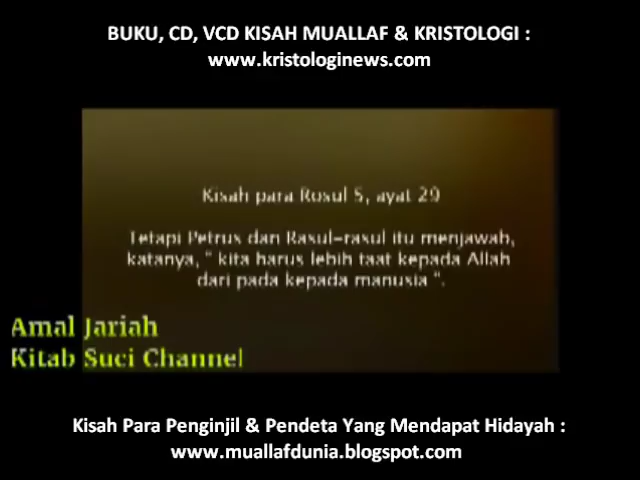 BUKU, CD, VCD KISAH MUALLAF & KRISTOLOGI :
www.kristologinews.com
Kisah para Rosul 5, ayat 29
Tetapi Petrus dan Rasul-rasul itu menjawab,
katanya, " kita harus lebih taat kepada Allah
dari pada kepada manusia ".
Amal Jariah
Kitab Suci Channel
Kisah Para Penginjil & Pendeta Yang Mendapat Hidayah :
www.muallafdunia.blogspot.com